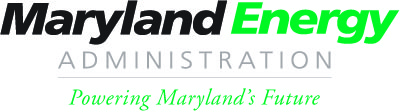 Maryland Energy
ADMINISTRATION
Powering Maryland's Future